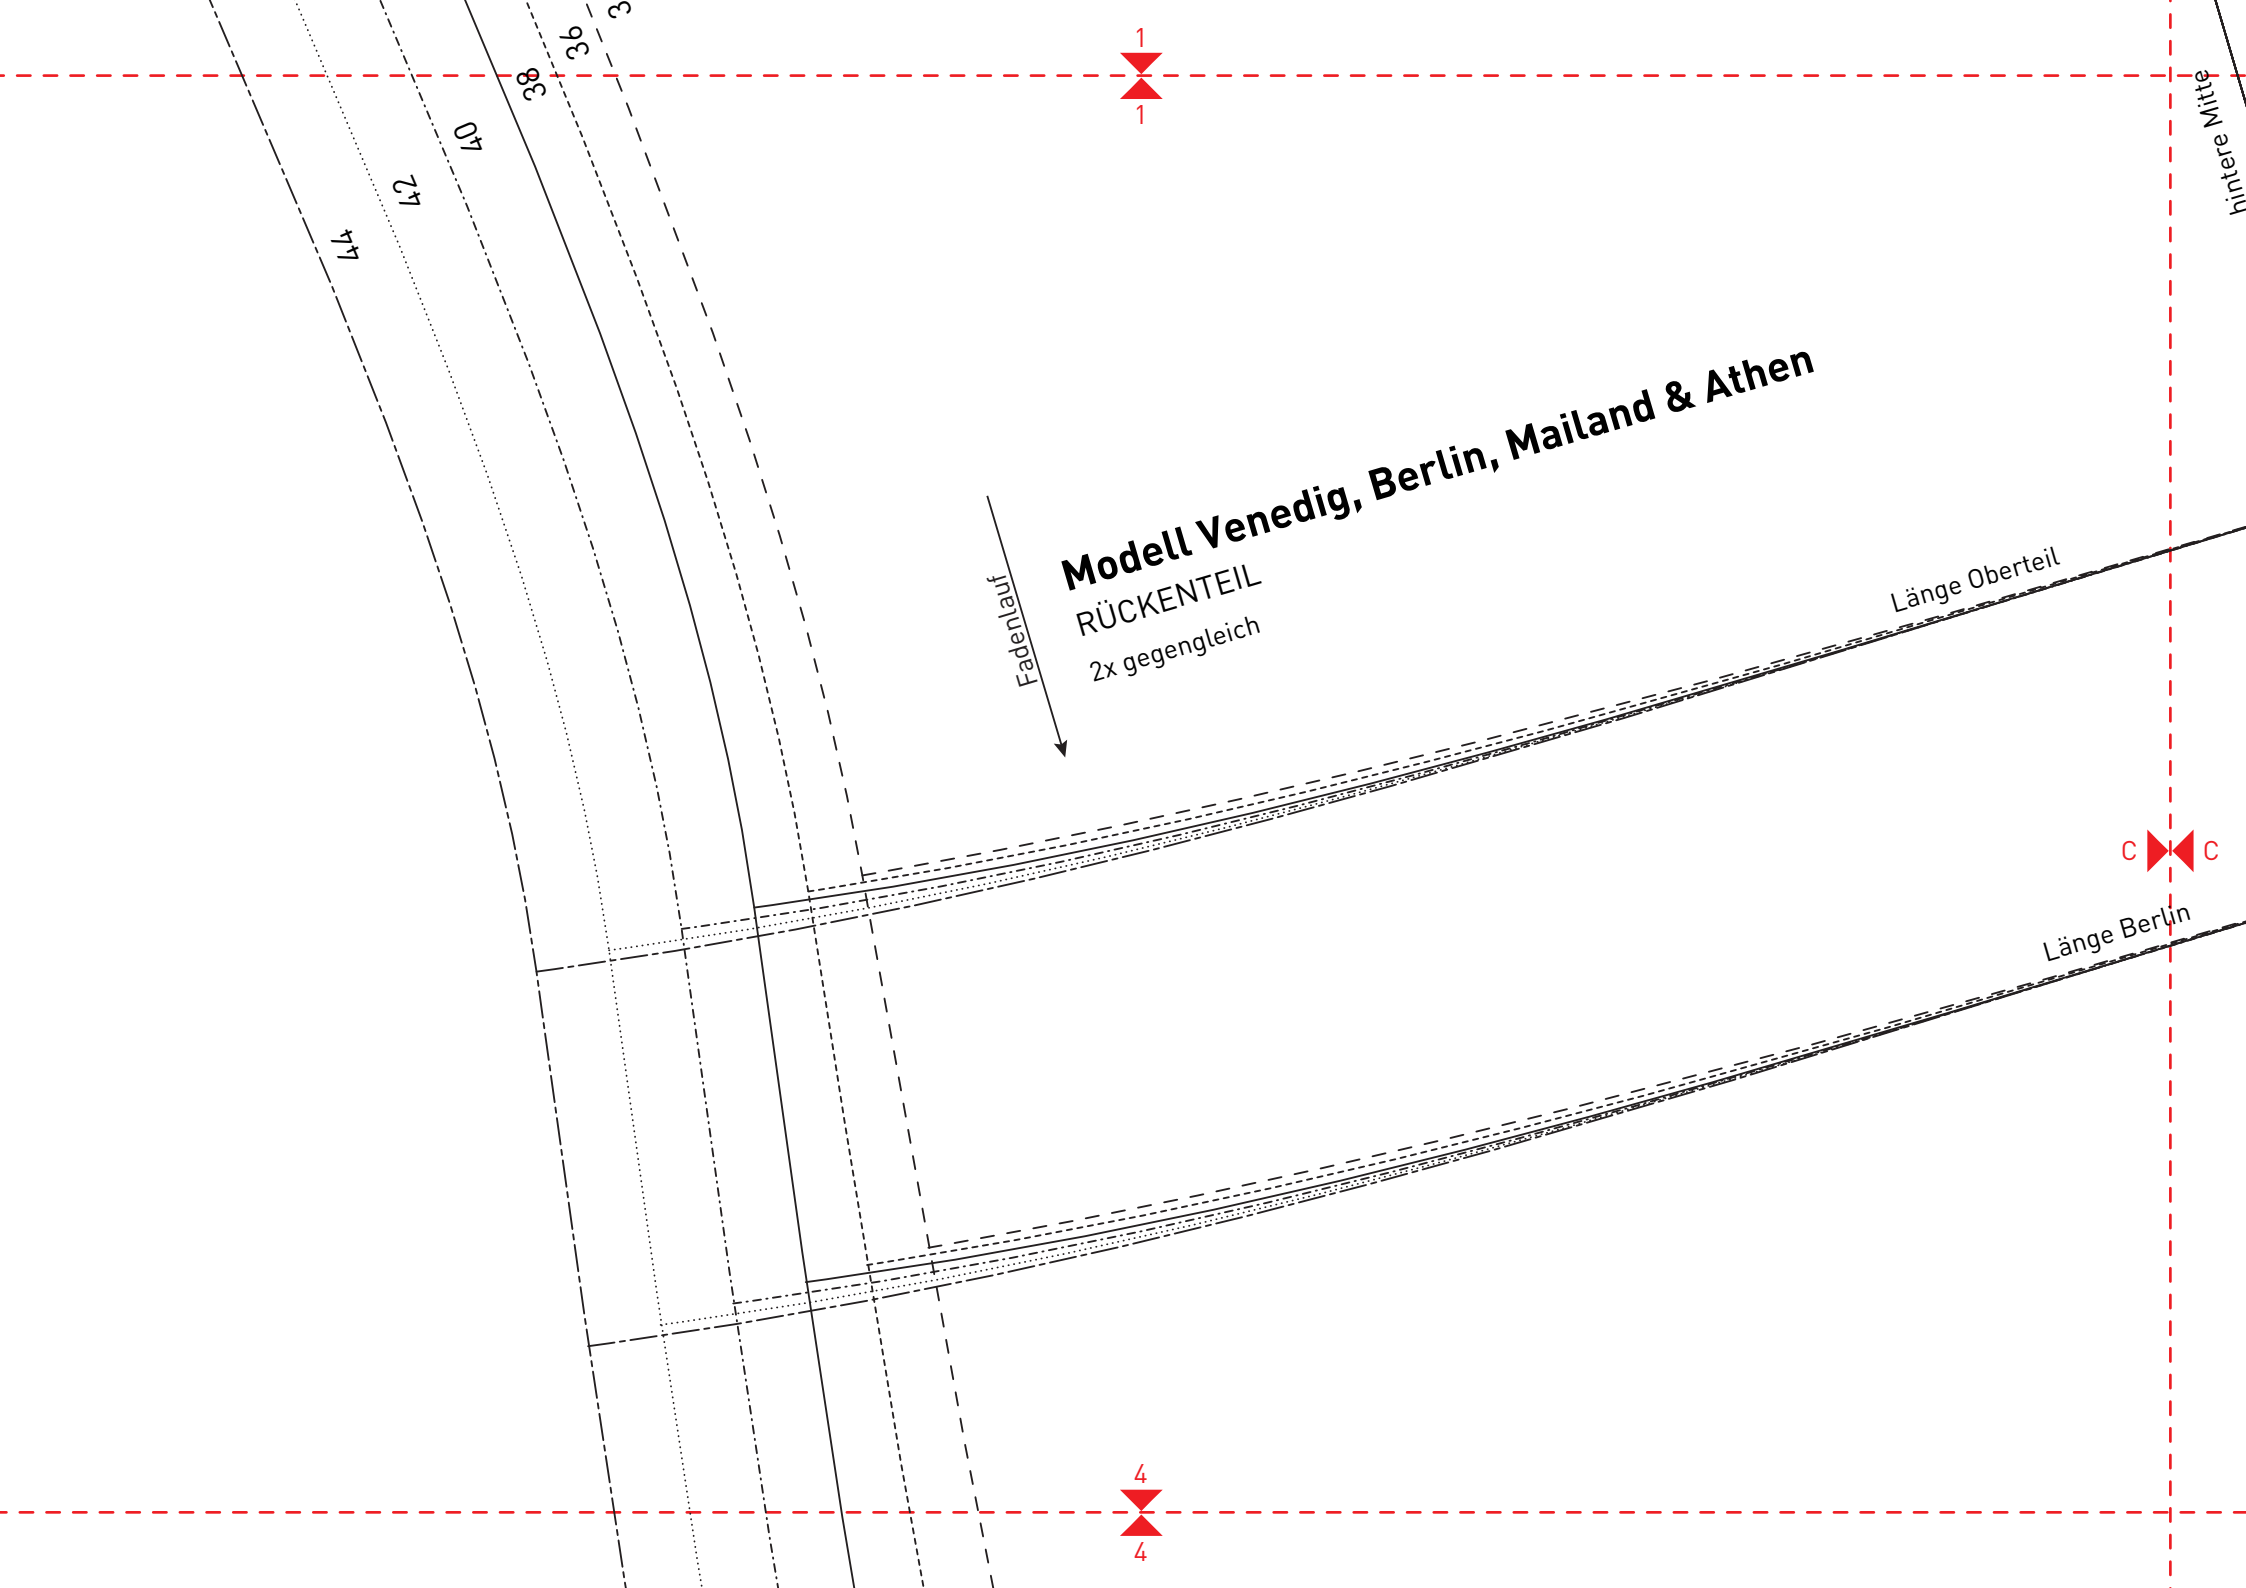 1
1
3
36
38
40
42
44
hintere Mitte
Modell Venedig, Berlin, Mailand & Athen
RÜCKENTEIL
2x gegengleich
Fadenlauf
Länge Oberteil
C C
Länge Berlin
4
4